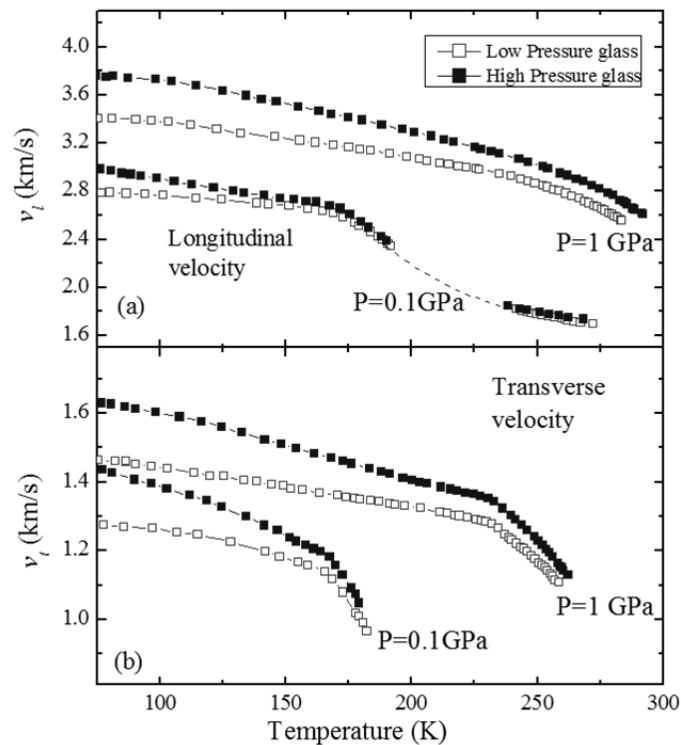 (a)
4.0
3.6
3.2
2.8
2.4
2.0
1.6
v_l (km/s)
Low Pressure glass
High Pressure glass
Longitudinal
velocity
P=1 GPa
P=0.1GPa
(a)
Transverse
velocity
1.6
1.4
1.2
1.0
v_t (km/s)
P=1 GPa
P=0.1GPa
(b)
100
150
200
250
300
Temperature (K)